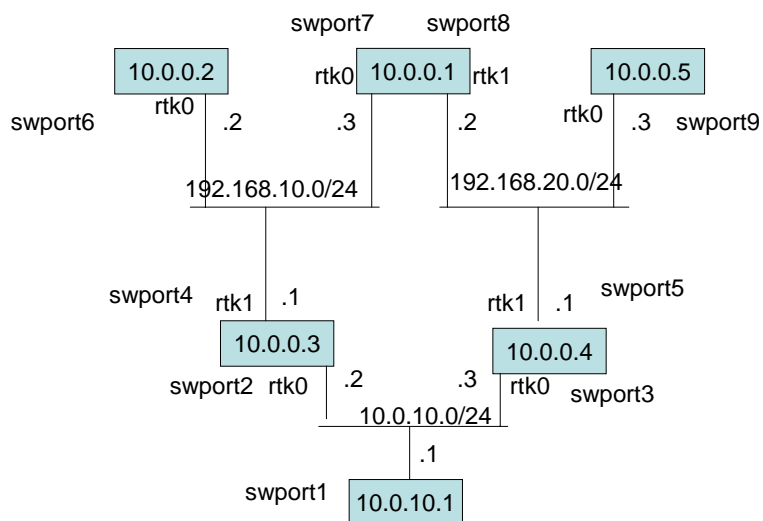 swport7 swport8
10.0.0.2 rtk0 10.0.0.1 rtk1 10.0.0.5
rtk0 rtk0
swport6 .2 .3 .2 .3 swport9
192.168.10.0/24 192.168.20.0/24
swport4 rtk1 .1 rtk1 .1 swport5
10.0.0.3 10.0.0.4
swport2 rtk0 .2 .3 rtk0 swport3
10.0.10.0/24
.1
swport1 10.0.10.1